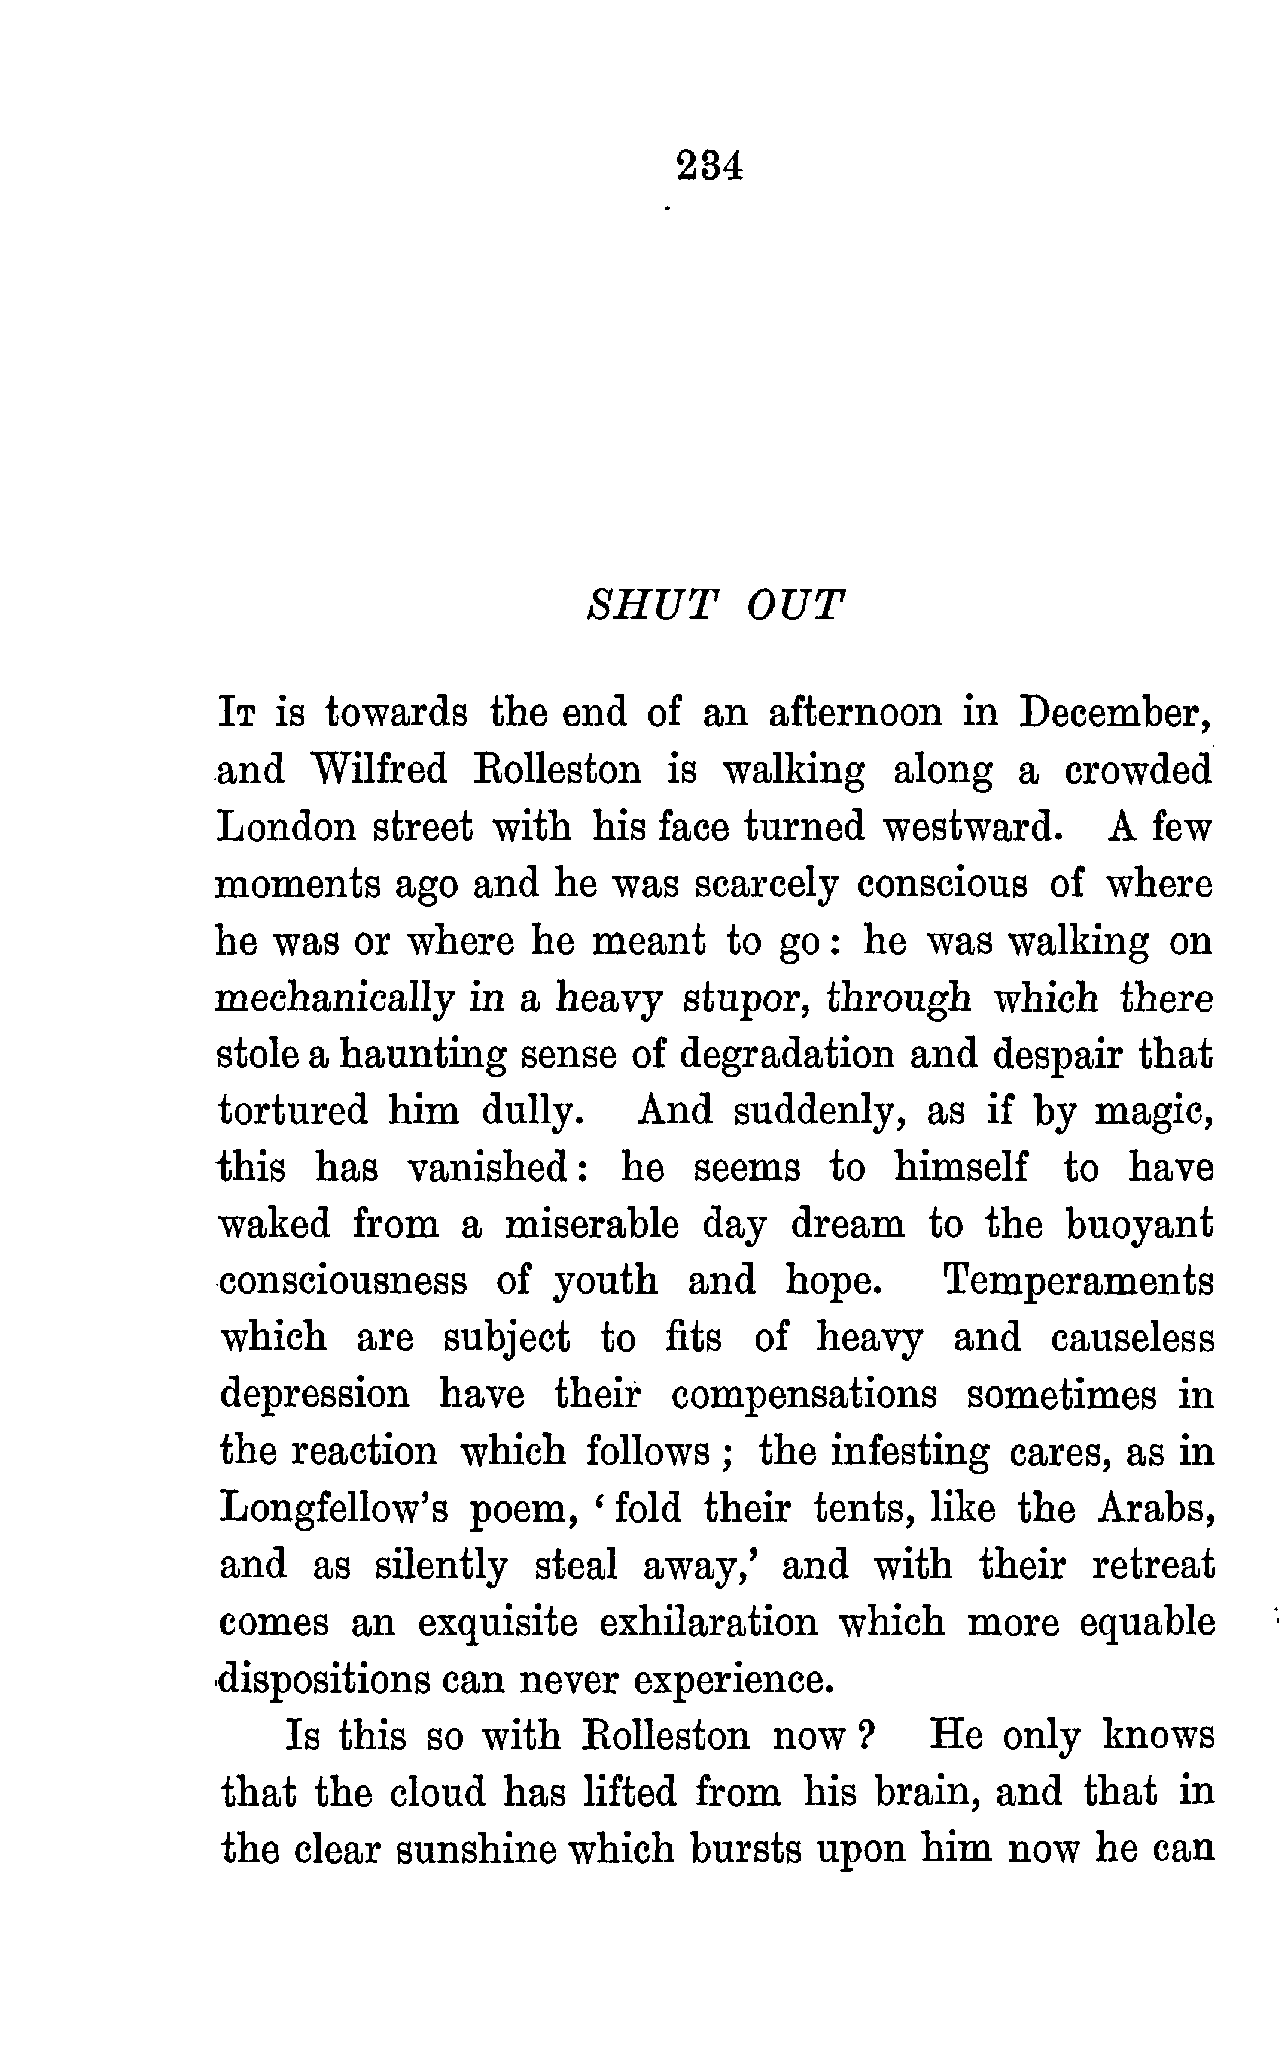 234
SHUT OUT
It is towards the end of an afternoon in December,
and Wilfred Rolleston is walking along a crowded
London street with his face turned westward. A few
moments ago and he was scarcely conscious of where
he was or where he meant to go: he was walking on
mechanically in a heavy stupor, through which there
stole a haunting sense of degradation and despair that
tortured him dully. And suddenly, as if by magic,
this has vanished: he seems to himself to have
waked from a miserable day dream to the buoyant
consciousness of youth and hope. Temperaments
which are subject to fits of heavy and causeless
depression have their compensations sometimes in
the reaction which follows; the infesting cares, as in
Longfellow's poem, ‘fold their tents, like the Arabs,
and as silently steal away,’ and with their retreat
comes an exquisite exhilaration which more equable
dispositions can never experience.
Is this so with Rolleston now? He only knows
that the cloud has lifted from his brain, and that in
the clear sunshine which bursts upon him now he can